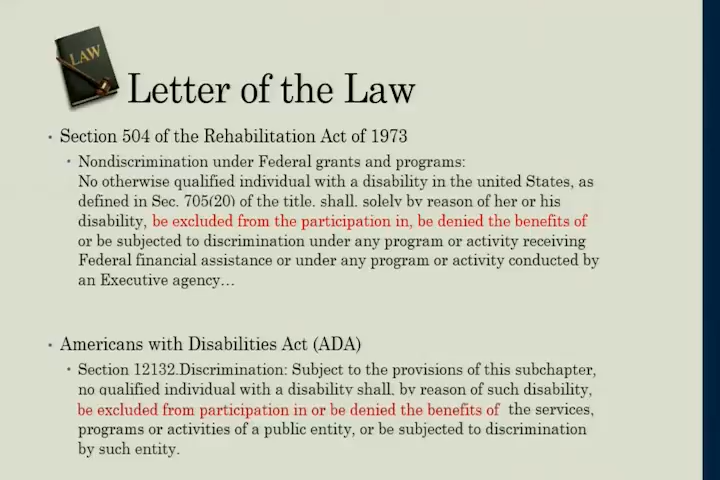 LAW
Letter of the Law
• Section 504 of the Rehabilitation Act of 1973
• Nondiscrimination under Federal grants and programs:
No otherwise qualified individual with a disability in the united States, as
defined in Sec. 705(20) of the title, shall, solely by reason of her or his
disability, be excluded from the participation in, be denied the benefits of
or be subjected to discrimination under any program or activity receiving
Federal financial assistance or under any program or activity conducted by
an Executive agency…
• Americans with Disabilities Act (ADA)
• Section 12132.Discrimination: Subject to the provisions of this subchapter,
no qualified individual with a disability shall, by reason of such disability,
be excluded from participation in or be denied the benefits of the services,
programs or activities of a public entity, or be subjected to discrimination
by such entity.